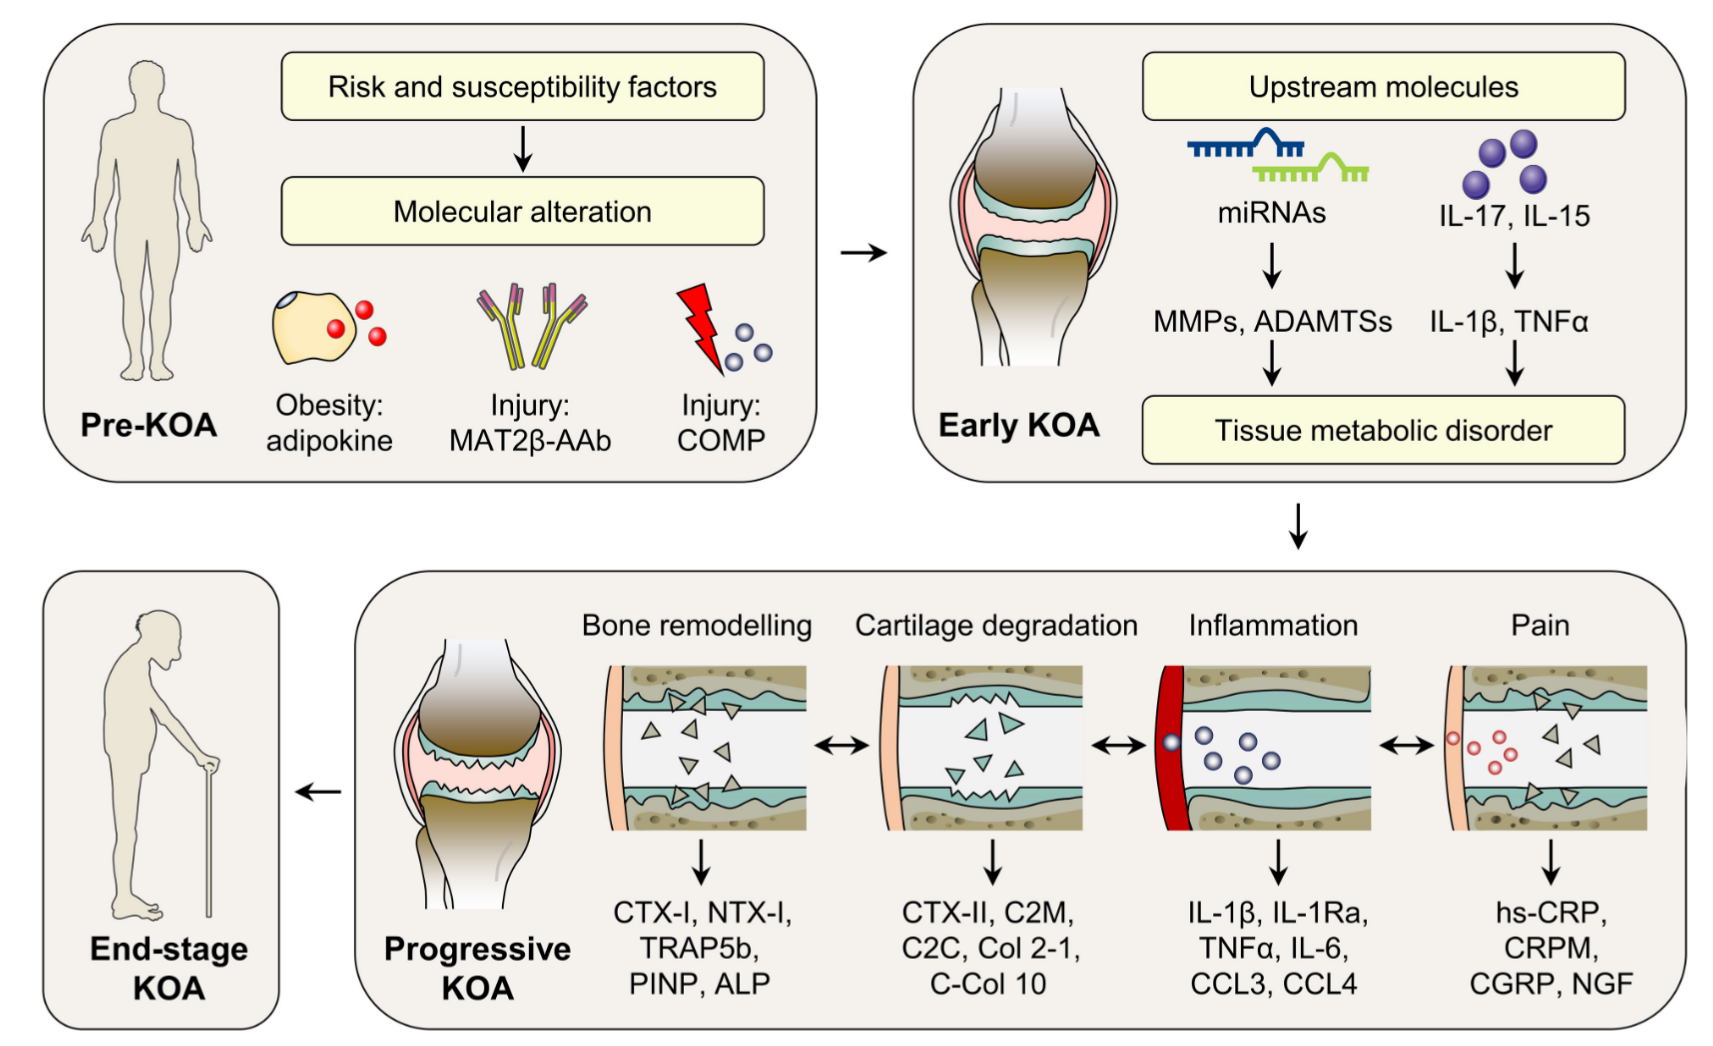 Risk and susceptibility factors
Molecular alteration
Obesity:
adipokine
Injury:
MAT2β-AAb
Injury:
COMP
Pre-KOA
Upstream molecules
miRNAs
IL-17, IL-15
MMPs, ADAMTSs
IL-1β, TNFα
Tissue metabolic disorder
Early KOA
Bone remodelling
Cartilage degradation
Inflammation
Pain
CTX-I, NTX-I,
TRAP5b,
PINP, ALP
CTX-II, C2M,
C2C, Col 2-1,
C-Col 10
IL-1β, IL-1Ra,
TNFα, IL-6,
CCL3, CCL4
hs-CRP,
CRPM,
CGRP, NGF
Progressive
KOA
End-stage
KOA